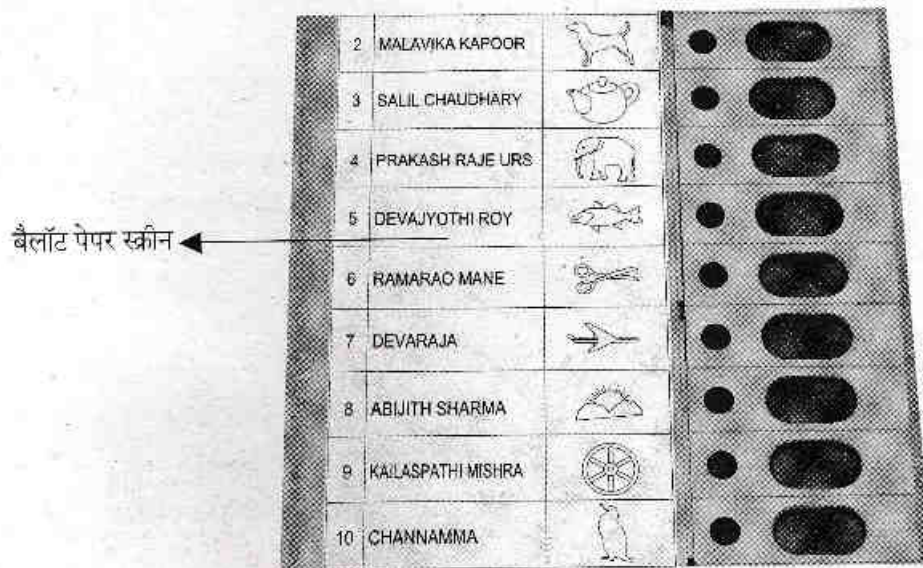 2 MALAVIKA KAPOOR
3 SALIL CHAUDHARY
4 PRAKASH RAJE URS
5 DEVAJYOTHI ROY
बैलॉट पेपर स्क्रीन
6 RAMARAO MANE
7 DEVARAJA
8 ABIJITH SHARMA
9 KAILASPATHI MISHRA
10 CHANNAMMA